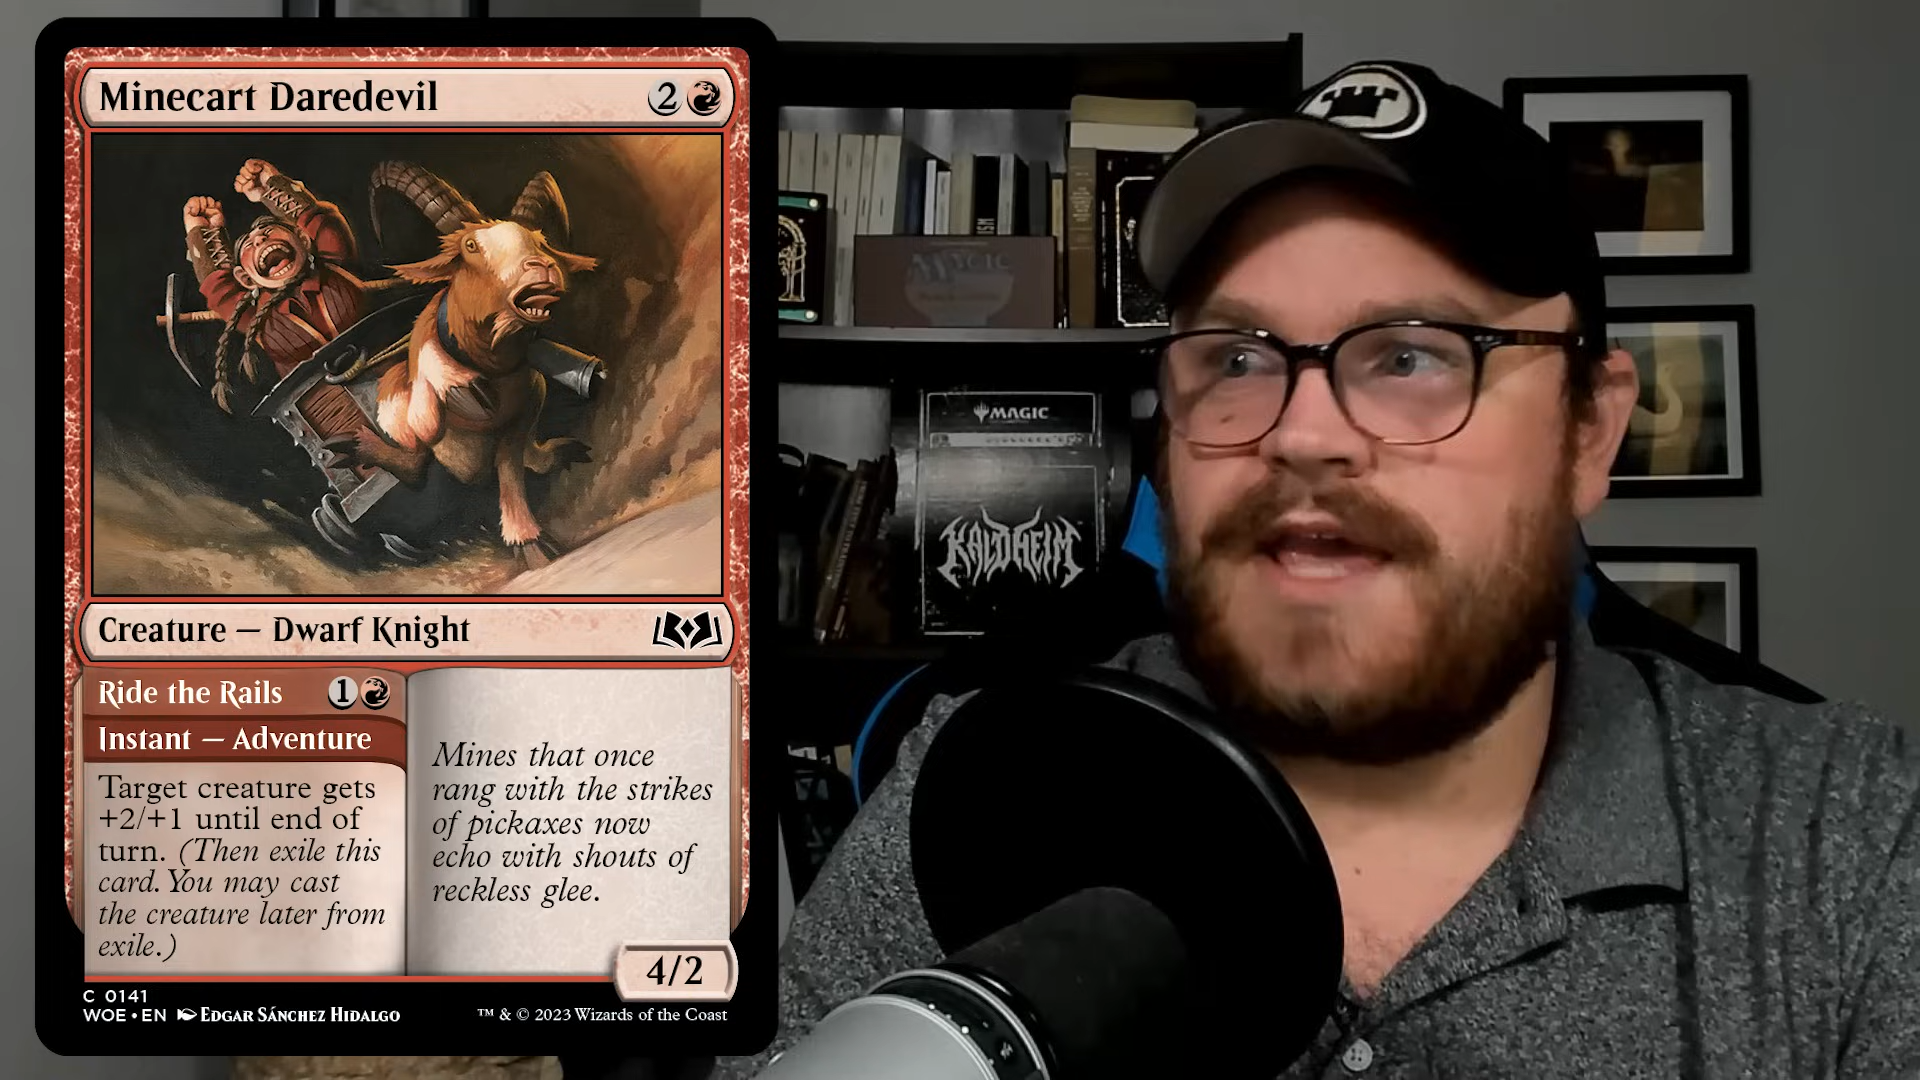 Minecart Daredevil 2
Creature — Dwarf Knight
Ride the Rails 1
Instant — Adventure
Target creature gets
+2/+1 until end of
turn. (Then exile this
card. You may cast
the creature later from
exile.)
Mines that once
rang with the strikes
of pickaxes now
echo with shouts of
reckless glee.
4/2
C 0141
WOE • EN EDGAR SÁNCHEZ HIDALGO
™ & © 2023 Wizards of the Coast
MAGIC
MAGIC
KALDHEIM